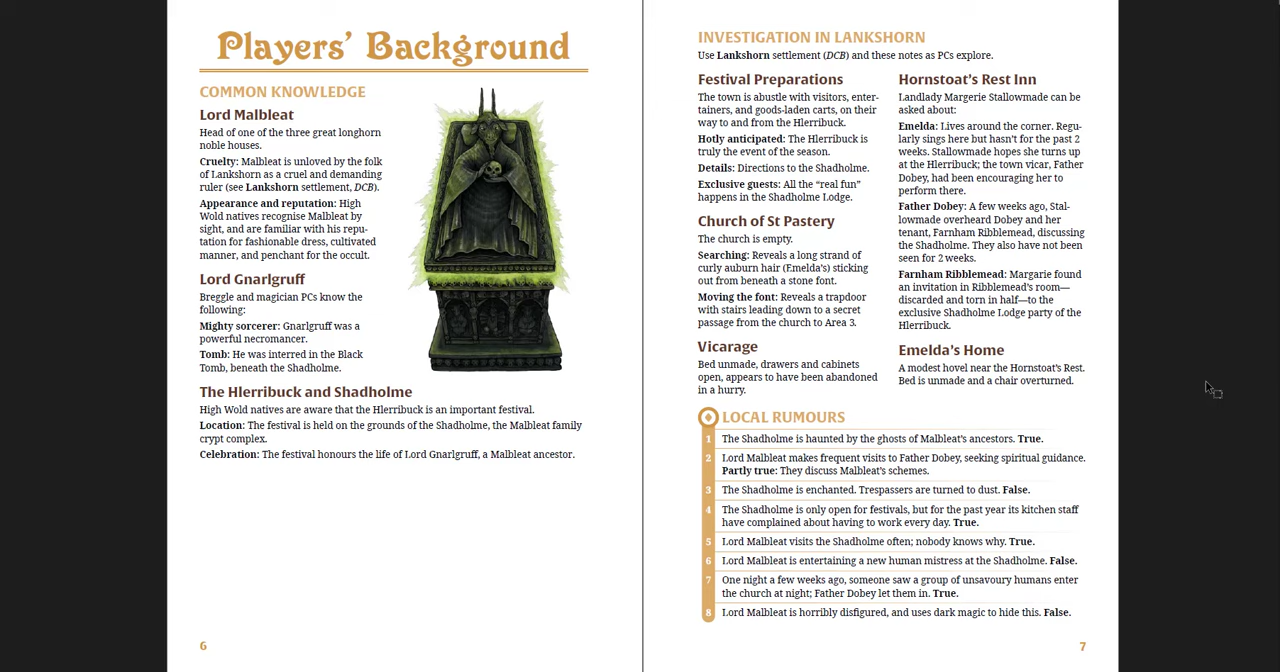 Players' Background
COMMON KNOWLEDGE
Lord Malbleat
Head of one of the three great longhorn
noble houses.
Cruelty: Malbleat is unloved by the folk
of Lankshorn as a cruel and demanding
ruler (see Lankshorn settlement, DCB).
Appearance and reputation: High
Wold natives recognise Malbleat by
sight, and are familiar with his repu-
tation for fashionable dress, cultivated
manner, and penchant for the occult.
Lord Gnarlgruff
Breggle and magician PCs know the
following:
Mighty sorcerer: Gnarlgruff was a
powerful necromancer.
Tomb: He was interred in the Black
Tomb, beneath the Shadholme.
The Hlerribuck and Shadholme
High Wold natives are aware that the Hlerribuck is an important festival.
Location: The festival is held on the grounds of the Shadholme, the Malbleat family
crypt complex.
Celebration: The festival honours the life of Lord Gnarlgruff, a Malbleat ancestor.
6
INVESTIGATION IN LANKSHORN
Use Lankshorn settlement (DCB) and these notes as PCs explore.
Festival Preparations
The town is abustle with visitors, enter-
tainers, and goods-laden carts, on their
way to and from the Hlerribuck.
Hotly anticipated: The Hlerribuck is
truly the event of the season.
Details: Directions to the Shadholme.
Exclusive guests: All the “real fun”
happens in the Shadholme Lodge.
Church of St Pastery
The church is empty.
Searching: Reveals a long strand of
curly auburn hair (Emelda's) sticking
out from beneath a stone font.
Moving the font: Reveals a trapdoor
with stairs leading down to a secret
passage from the church to Area 3.
Vicarage
Bed unmade, drawers and cabinets
open, appears to have been abandoned
in a hurry.
Hornstoat's Rest Inn
Landlady Margerie Stallowmade can be
asked about:
Emelda: Lives around the corner. Regu-
larly sings here but hasn't for the past 2
weeks. Stallowmade hopes she turns up
at the Hlerribuck; the town vicar, Father
Dobey, had been encouraging her to
perform there.
Father Dobey: A few weeks ago, Stal-
lowmade overheard Dobey and her
tenant, Farnham Ribblemead, discussing
the Shadholme. They also have not been
seen for 2 weeks.
Farnham Ribblemead: Margarie found
an invitation in Ribblemead's room—
discarded and torn in half—to the
exclusive Shadholme Lodge party of the
Hlerribuck.
Emelda's Home
A modest hovel near the Hornstoat's Rest.
Bed is unmade and a chair overturned.
LOCAL RUMOURS
1 The Shadholme is haunted by the ghosts of Malbleat's ancestors. True.
2 Lord Malbleat makes frequent visits to Father Dobey, seeking spiritual guidance.
Partly true: They discuss Malbleat's schemes.
3 The Shadholme is enchanted. Trespassers are turned to dust. False.
4 The Shadholme is only open for festivals, but for the past year its kitchen staff
have complained about having to work every day. True.
5 Lord Malbleat visits the Shadholme often; nobody knows why. True.
6 Lord Malbleat is entertaining a new human mistress at the Shadholme. False.
7 One night a few weeks ago, someone saw a group of unsavoury humans enter
the church at night; Father Dobey let them in. True.
8 Lord Malbleat is horribly disfigured, and uses dark magic to hide this. False.
7